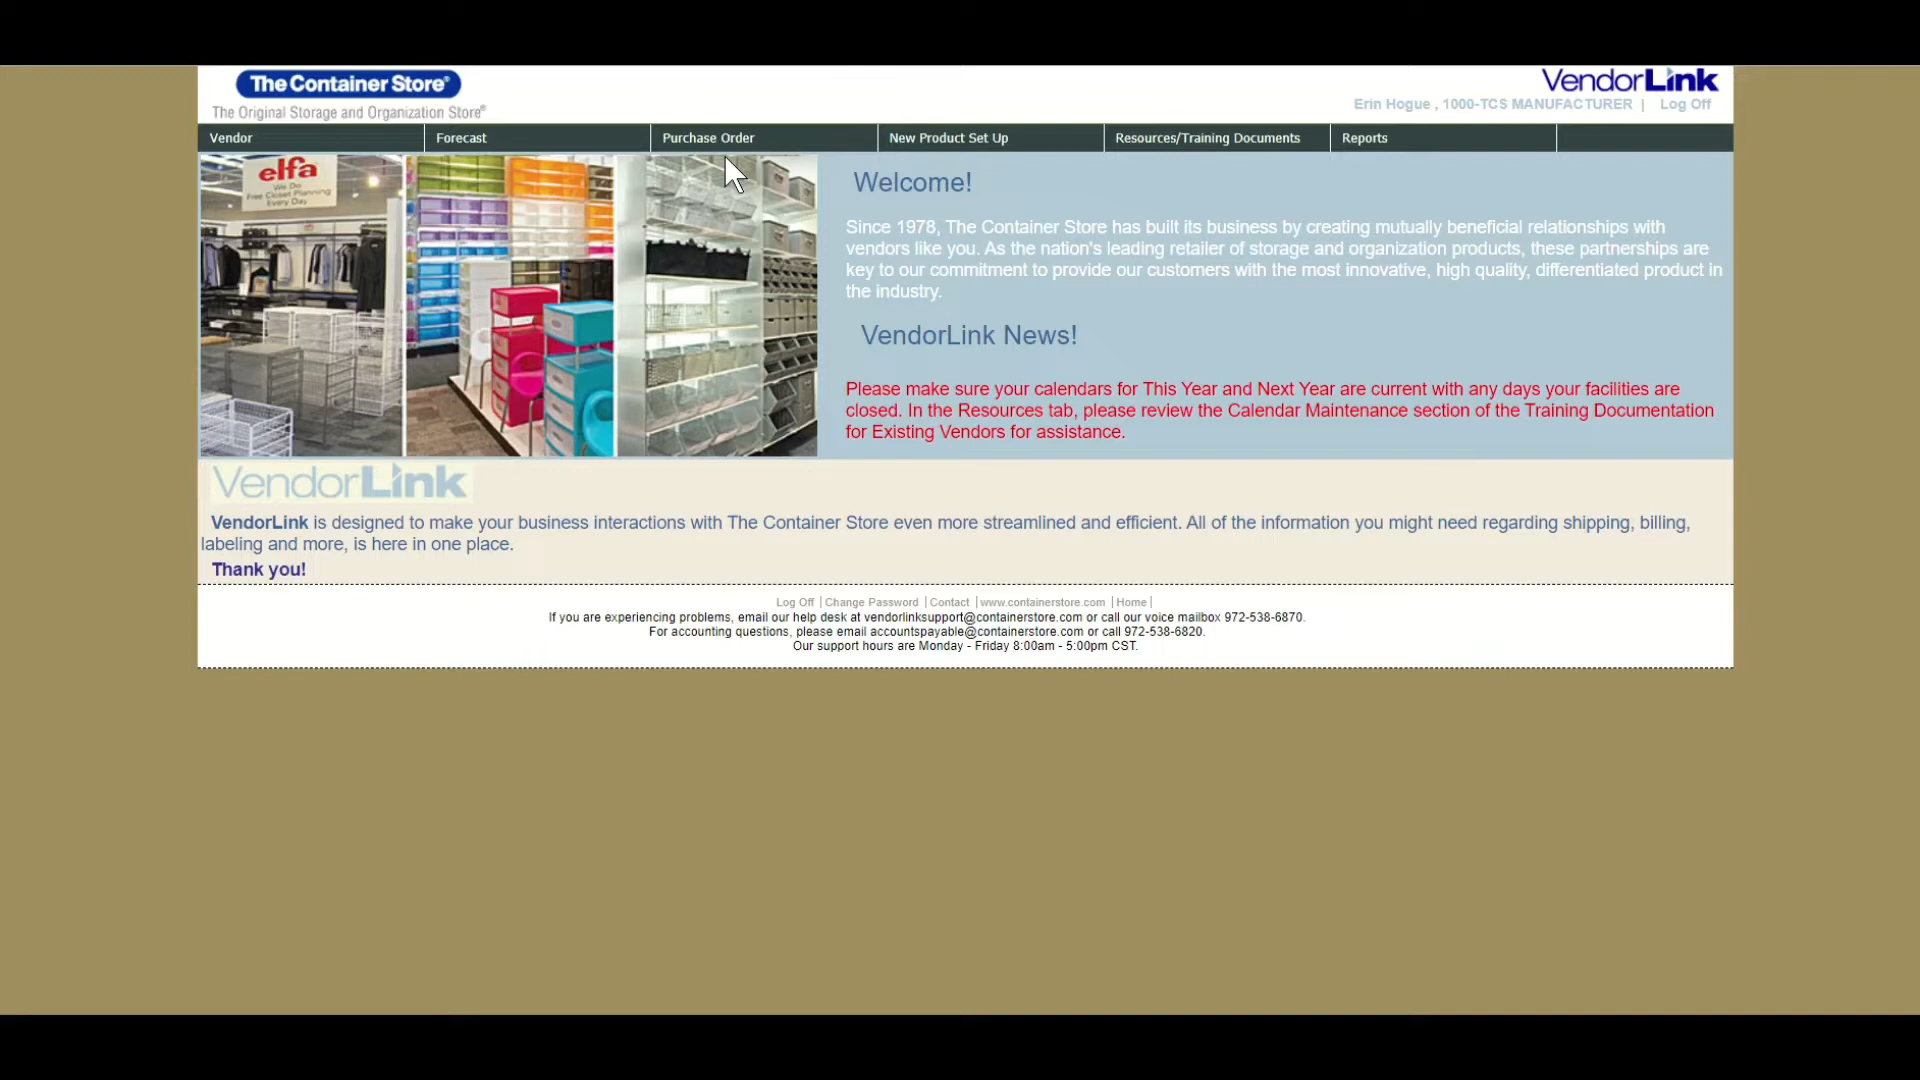 The Container Store®
The Original Storage and Organization Store®
VendorLink
Erin Hogue , 1000-TCS MANUFACTURER | Log Off
Vendor
Forecast
Purchase Order
New Product Set Up
Resources/Training Documents
Reports
elfa
We Do
Free Closet Planning
Every Day
Welcome!
Since 1978, The Container Store has built its business by creating mutually beneficial relationships with
vendors like you. As the nation's leading retailer of storage and organization products, these partnerships are
key to our commitment to provide our customers with the most innovative, high quality, differentiated product in
the industry.
VendorLink News!
Please make sure your calendars for This Year and Next Year are current with any days your facilities are
closed. In the Resources tab, please review the Calendar Maintenance section of the Training Documentation
for Existing Vendors for assistance.
VendorLink
VendorLink is designed to make your business interactions with The Container Store even more streamlined and efficient. All of the information you might need regarding shipping, billing,
labeling and more, is here in one place.
Thank you!
Log Off | Change Password | Contact | www.containerstore.com | Home |
If you are experiencing problems, email our help desk at vendorlinksupport@containerstore.com or call our voice mailbox 972-538-6870.
For accounting questions, please email accountspayable@containerstore.com or call 972-538-6820.
Our support hours are Monday - Friday 8:00am - 5:00pm CST.